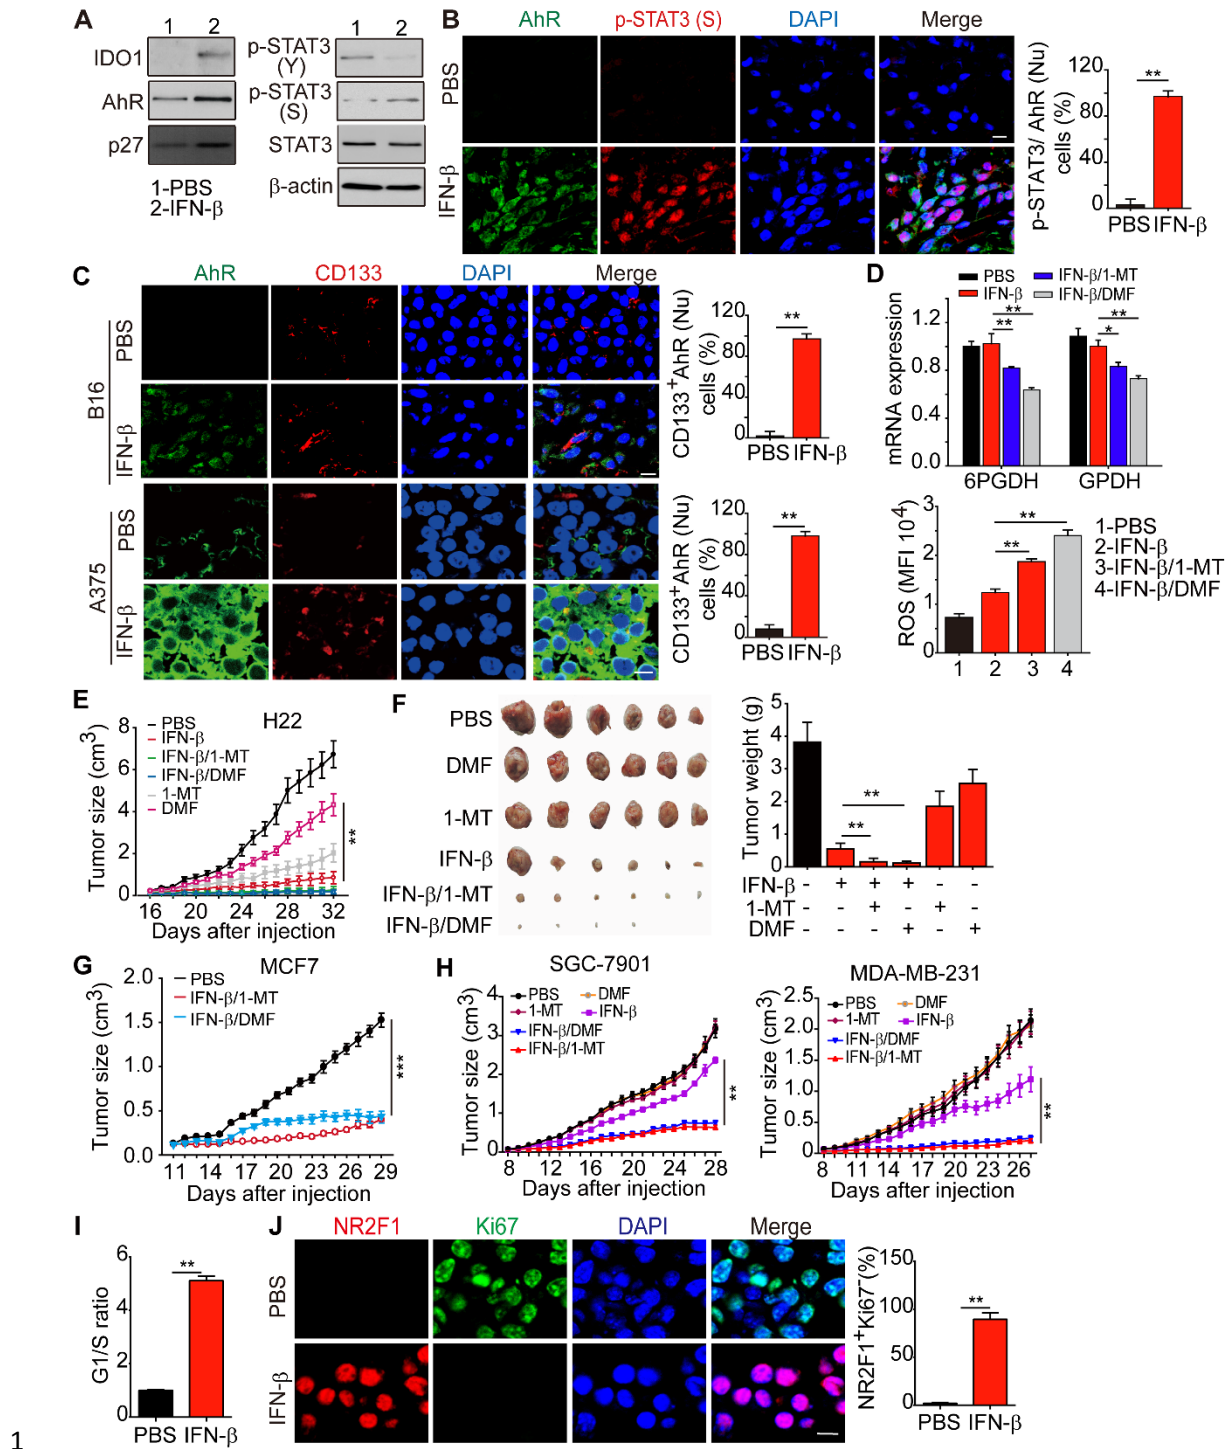 A
1 2
IDO1
AhR
p27
1-PBS
2-IFN-β
1 2
p-STAT3
(Y)
p-STAT3
(S)
STAT3
β-actin
B
AhR p-STAT3 (S) DAPI Merge
PBS
IFN-β
p-STAT3/ AhR (Nu)
cells (%)
120
80
40
0
**
PBS IFN-β
C
AhR CD133 DAPI Merge
B16
PBS
IFN-β
A375
PBS
IFN-β
CD133+AhR (Nu)
cells (%)
120
80
40
0
**
PBS IFN-β
CD133+AhR (Nu)
cells (%)
120
80
40
0
**
PBS IFN-β
D
PBS IFN-β/1-MT
IFN-β IFN-β/DMF
mRNA expression
1.2
0.8
0.4
0.0
**
**
**
*
6PGDH GPDH
ROS (MFI 10^4)
3
2
1
0
**
**
1 2 3 4
1-PBS
2-IFN-β
3-IFN-β/1-MT
4-IFN-β/DMF
E
H22
Tumor size (cm3)
8
6
4
2
0
PBS
IFN-β
IFN-β/1-MT
IFN-β/DMF
1-MT
DMF
**
16 20 24 28 32
Days after injection
F
PBS
DMF
1-MT
IFN-β
IFN-β/1-MT
IFN-β/DMF
Tumor weight (g)
5
4
3
2
1
0
**
**
IFN-β - + + + - -
1-MT - - + - + -
DMF - - - + - +
G
MCF7
Tumor size (cm3)
2.0
1.5
1.0
0.5
0.0
PBS
IFN-β/1-MT
IFN-β/DMF
***
11 14 17 20 23 26 29
Days after injection
H
SGC-7901
Tumor size (cm3)
4
3
2
1
0
PBS DMF
1-MT IFN-β
IFN-β/DMF
IFN-β/1-MT
**
8 12 16 20 24 28
Days after injection
MDA-MB-231
Tumor size (cm3)
2.5
2.0
1.5
1.0
0.5
0.0
PBS DMF
1-MT IFN-β
IFN-β/DMF
IFN-β/1-MT
**
8 11 14 17 20 23 26
Days after injection
I
G1/S ratio
6
4
2
0
**
PBS IFN-β
J
NR2F1 Ki67 DAPI Merge
PBS
IFN-β
NR2F1+Ki67-(%)
150
100
50
0
**
PBS IFN-β
1